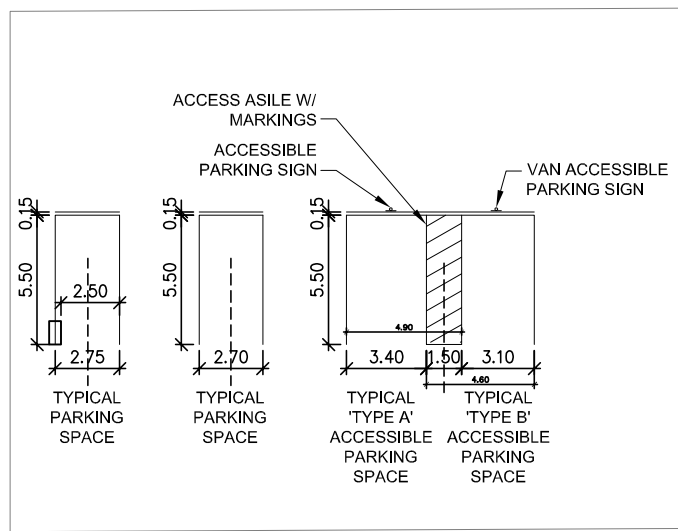 ACCESS ASILE W/
MARKINGS
ACCESSIBLE
PARKING SIGN
VAN ACCESSIBLE
PARKING SIGN
0.15
0.15
0.15
5.50
5.50
5.50
2.50
4.90
2.75
2.70
3.40
1.50
3.10
4.60
TYPICAL
PARKING
SPACE
TYPICAL
PARKING
SPACE
TYPICAL
'TYPE A'
ACCESSIBLE
PARKING
SPACE
TYPICAL
'TYPE B'
ACCESSIBLE
PARKING
SPACE